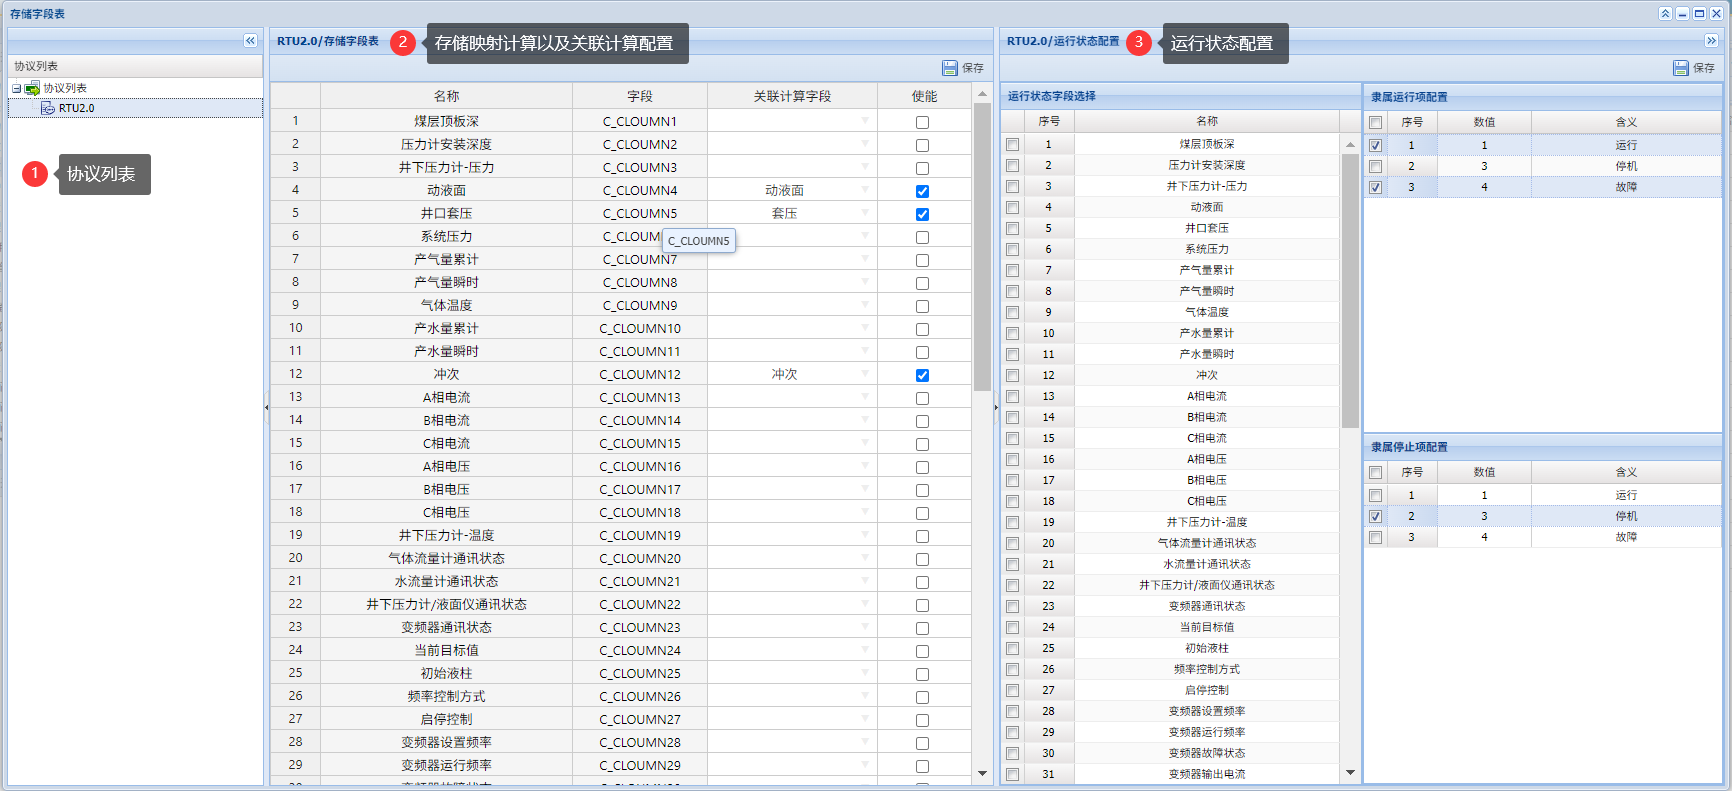 存储字段表
协议列表
协议列表
RTU2.0
1 协议列表
RTU2.0/存储字段表
2 存储映射计算以及关联计算配置
保存
名称 字段 关联计算字段 使能
1 煤层顶板深 C_CLOUMN1
2 压力计安装深度 C_CLOUMN2
3 井下压力计-压力 C_CLOUMN3
4 动液面 C_CLOUMN4 动液面
5 井口套压 C_CLOUMN5 套压
6 系统压力 C_CLOUM
C_CLOUMN5
7 产气量累计 C_CLOUMN7
8 产气量瞬时 C_CLOUMN8
9 气体温度 C_CLOUMN9
10 产水量累计 C_CLOUMN10
11 产水量瞬时 C_CLOUMN11
12 冲次 C_CLOUMN12 冲次
13 A相电流 C_CLOUMN13
14 B相电流 C_CLOUMN14
15 C相电流 C_CLOUMN15
16 A相电压 C_CLOUMN16
17 B相电压 C_CLOUMN17
18 C相电压 C_CLOUMN18
19 井下压力计-温度 C_CLOUMN19
20 气体流量计通讯状态 C_CLOUMN20
21 水流量计通讯状态 C_CLOUMN21
22 井下压力计/液面仪通讯状态 C_CLOUMN22
23 变频器通讯状态 C_CLOUMN23
24 当前目标值 C_CLOUMN24
25 初始液柱 C_CLOUMN25
26 频率控制方式 C_CLOUMN26
27 启停控制 C_CLOUMN27
28 变频器设置频率 C_CLOUMN28
29 变频器运行频率 C_CLOUMN29
RTU2.0/运行状态配置
3 运行状态配置
保存
运行状态字段选择
序号 名称
1 煤层顶板深
2 压力计安装深度
3 井下压力计-压力
4 动液面
5 井口套压
6 系统压力
7 产气量累计
8 产气量瞬时
9 气体温度
10 产水量累计
11 产水量瞬时
12 冲次
13 A相电流
14 B相电流
15 C相电流
16 A相电压
17 B相电压
18 C相电压
19 井下压力计-温度
20 气体流量计通讯状态
21 水流量计通讯状态
22 井下压力计/液面仪通讯状态
23 变频器通讯状态
24 当前目标值
25 初始液柱
26 频率控制方式
27 启停控制
28 变频器设置频率
29 变频器运行频率
30 变频器故障状态
31 变频器输出电流
隶属运行项配置
序号 数值 含义
1 1 运行
2 3 停机
3 4 故障
隶属停止项配置
序号 数值 含义
1 1 运行
2 3 停机
3 4 故障